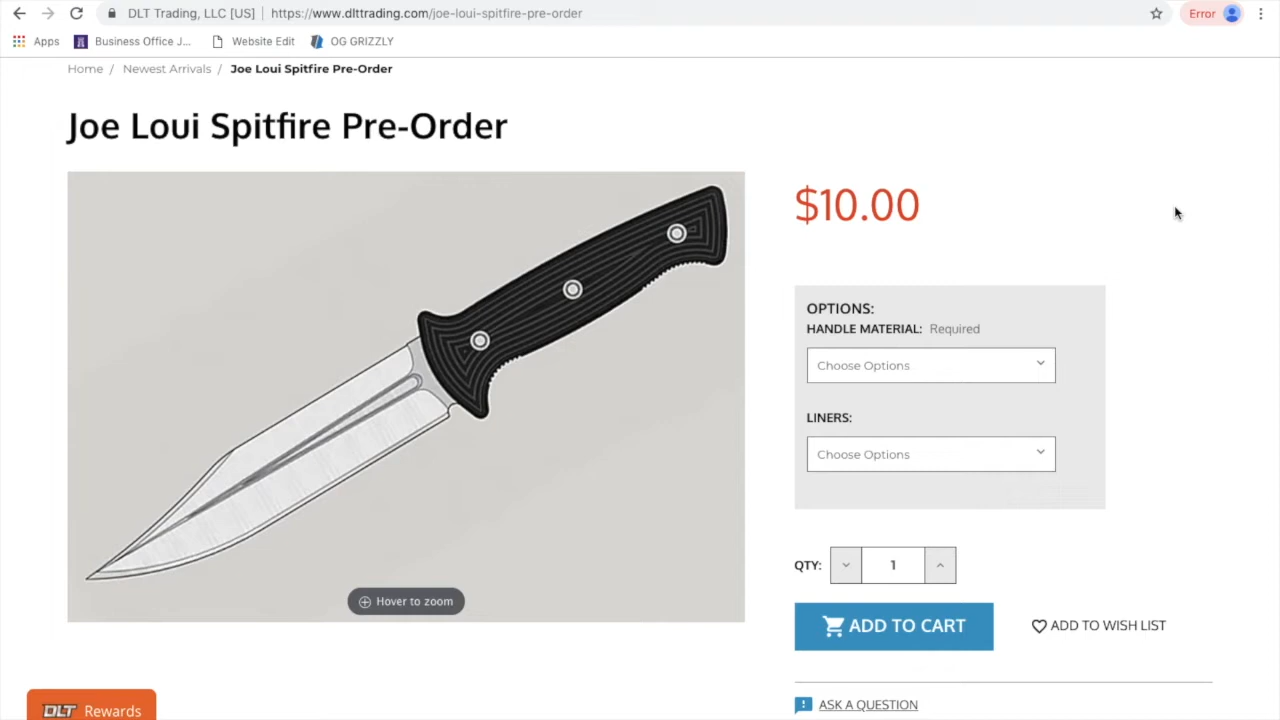 DLT Trading, LLC [US] | https://www.dlttrading.com/joe-loui-spitfire-pre-order
Error
Apps
Business Office J...
Website Edit
OG GRIZZLY
Home / Newest Arrivals / Joe Loui Spitfire Pre-Order
Joe Loui Spitfire Pre-Order
$10.00
OPTIONS:
HANDLE MATERIAL: Required
Choose Options
LINERS:
Choose Options
QTY: 1
Hover to zoom
ADD TO CART
ADD TO WISH LIST
DLT Rewards
ASK A QUESTION